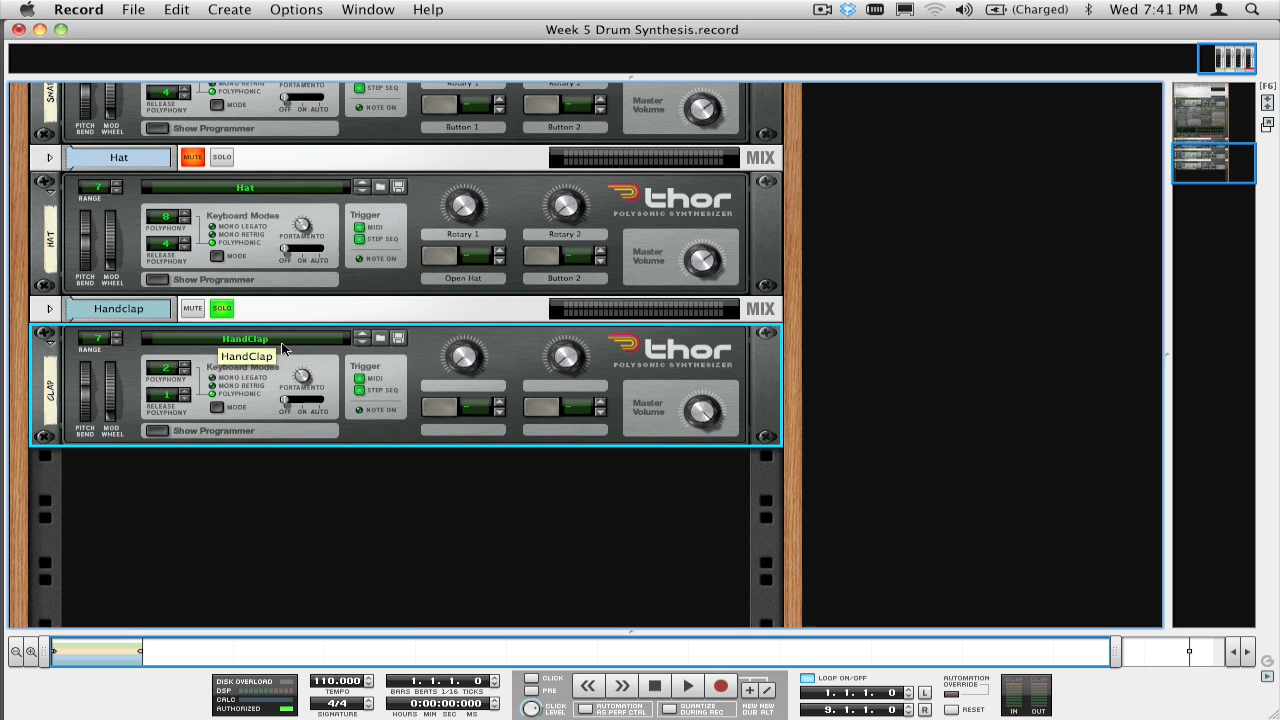 Record File Edit Create Options Window Help (Charged) Wed 7:41 PM
Week 5 Drum Synthesis.record
[F6]
4 STEP SEQ
RELEASE POLYPHONY MODE PORTAMENTO OFF ON AUTO NOTE ON Rotary 1 Rotary 2 Master Volume
PITCH BEND MOD WHEEL Show Programmer Button 1 Button 2
Hat MUTE SOLO MIX
7 RANGE Hat thor
POLYSONIC SYNTHESIZER
HAT 8 POLYPHONY Keyboard Modes Trigger
MONO LEGATO MIDI
MONO RETRIG STEP SEQ
4 POLYPHONIC PORTAMENTO Rotary 1 Rotary 2
RELEASE POLYPHONY MODE OFF ON AUTO NOTE ON Master Volume
PITCH BEND MOD WHEEL Show Programmer Open Hat Button 2
Handclap MUTE SOLO MIX
7 RANGE HandClap thor
HandClap
POLYSONIC SYNTHESIZER
CLAP 2 POLYPHONY Keyboard Modes Trigger
MONO LEGATO MIDI
MONO RETRIG STEP SEQ
1 POLYPHONIC PORTAMENTO
RELEASE POLYPHONY MODE OFF ON AUTO NOTE ON Master Volume
PITCH BEND MOD WHEEL Show Programmer
DISK OVERLOAD 110.000 1. 1. 1. 0 CLICK LOOP ON/OFF AUTOMATION OVERRIDE
DSP TEMPO BARS BEATS 1-16 TICKS PRE 1. 1. 1. 0 L
CALC 4/4 0:00:00:000 CLICK LEVEL AUTOMATION AS PERF CTRL QUANTIZE DURING REC NEW DUB NEW ALT 9. 1. 1. 0 R RESET
AUTHORIZED SIGNATURE HOURS MIN SEC MS IN OUT